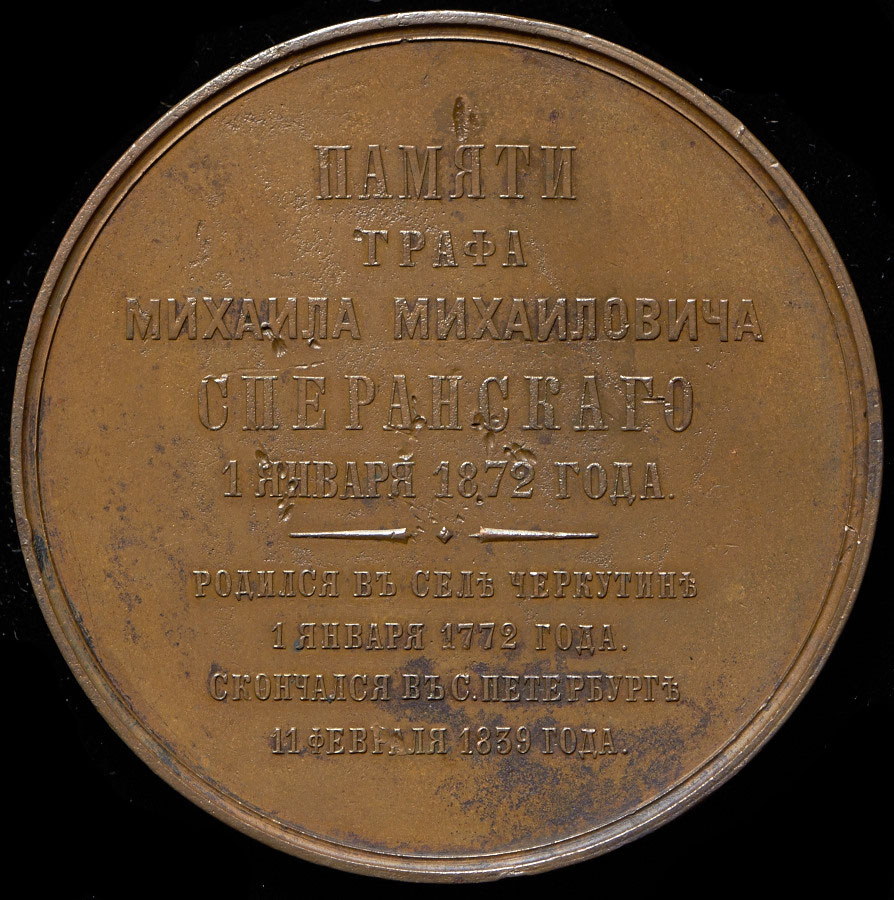 ПАМЯТИ
ГРАФА
МИХАИЛА МИХАИЛОВИЧА
СПЕРАНСКАГО
1 ЯНВАРЯ 1872 ГОДА.
РОДИЛСЯ ВЪ СЕЛѢ ЧЕРКУТИНѢ
1 ЯНВАРЯ 1772 ГОДА.
СКОНЧАЛСЯ ВЪ С. ПЕТЕРБУРГѢ
11 ФЕВРАЛЯ 1839 ГОДА.